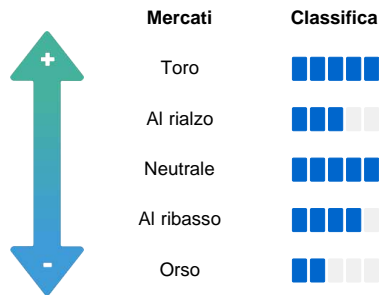 Mercati Classifica
+
Toro
Al rialzo
Neutrale
Al ribasso
-
Orso